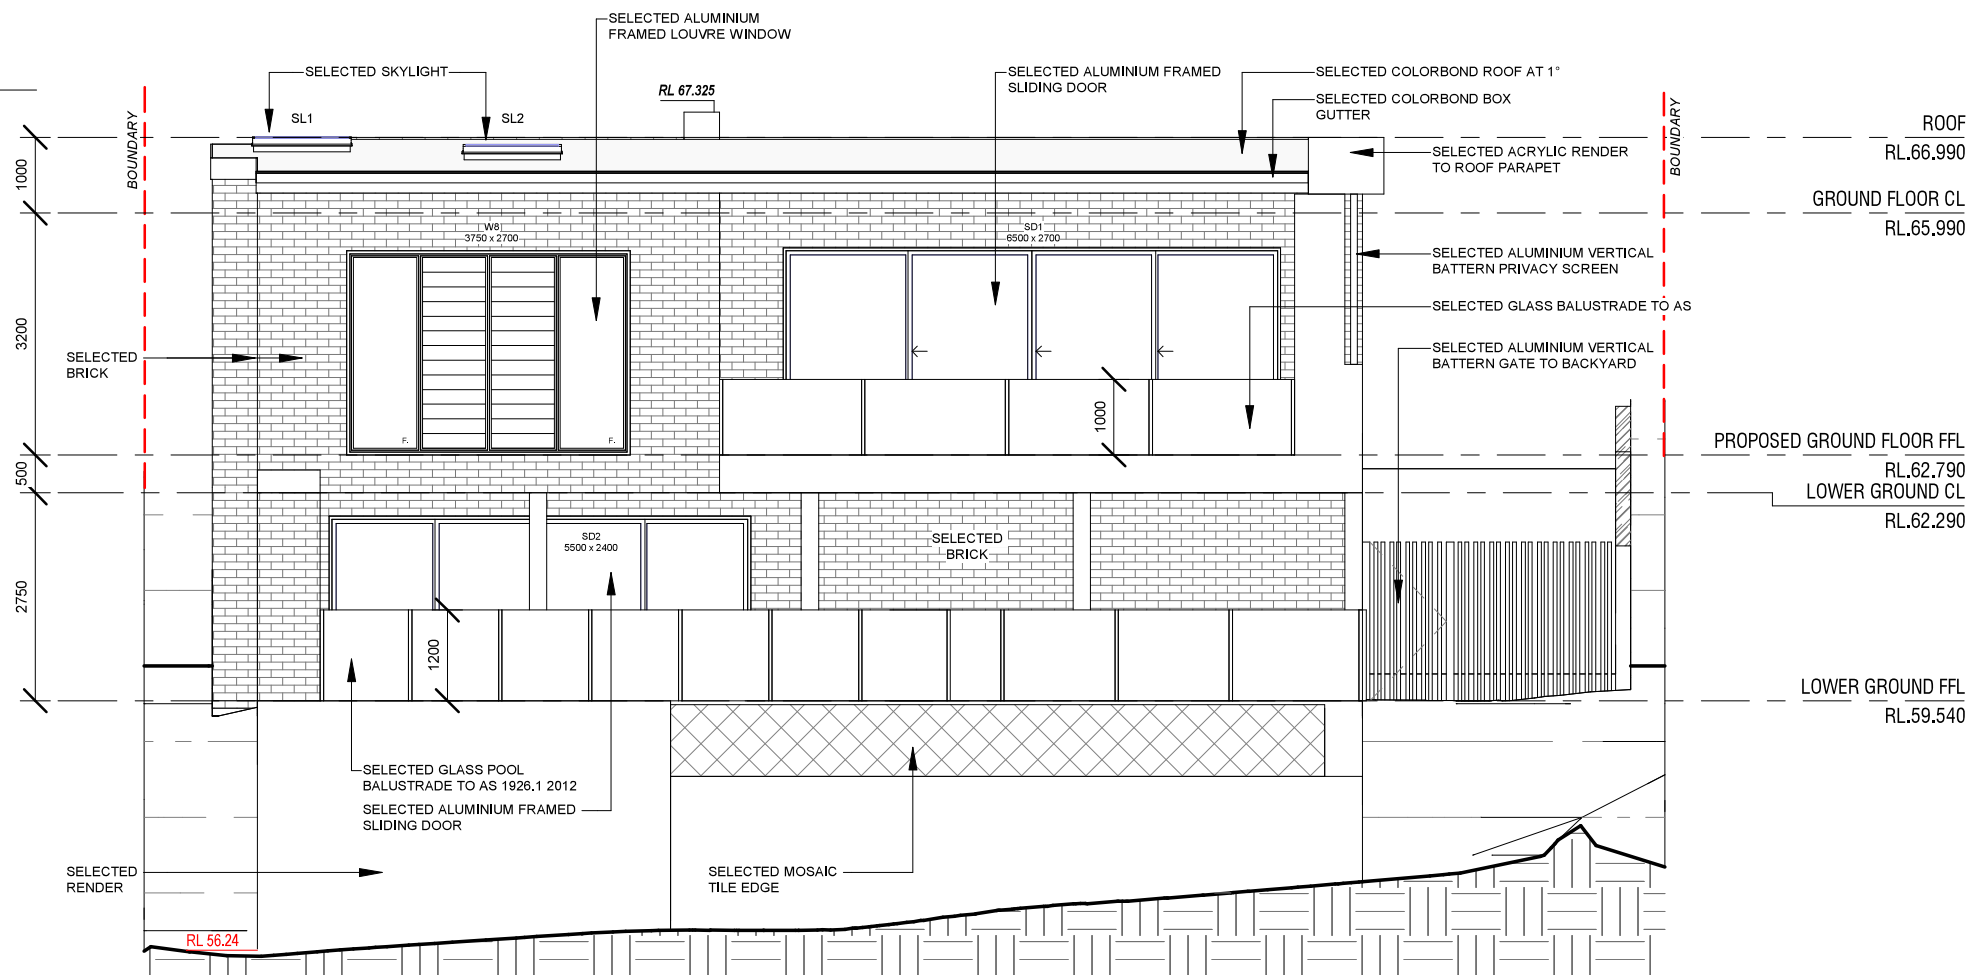 SELECTED ALUMINIUM
FRAMED LOUVRE WINDOW
SELECTED SKYLIGHT
SL1
SL2
RL 67.325
SELECTED ALUMINIUM FRAMED
SLIDING DOOR
SELECTED COLORBOND ROOF AT 1°
SELECTED COLORBOND BOX
GUTTER
BOUNDARY
BOUNDARY
ROOF
RL.66.990
SELECTED ACRYLIC RENDER
TO ROOF PARAPET
1000
GROUND FLOOR CL
RL.65.990
W8
3750 x 2700
SD1
6500 x 2700
SELECTED ALUMINIUM VERTICAL
BATTERN PRIVACY SCREEN
SELECTED GLASS BALUSTRADE TO AS
3200
SELECTED
BRICK
SELECTED ALUMINIUM VERTICAL
BATTERN GATE TO BACKYARD
1000
F.
F.
PROPOSED GROUND FLOOR FFL
RL.62.790
500
LOWER GROUND CL
RL.62.290
SD2
5500 x 2400
SELECTED
BRICK
2750
1200
LOWER GROUND FFL
RL.59.540
SELECTED GLASS POOL
BALUSTRADE TO AS 1926.1 2012
SELECTED ALUMINIUM FRAMED
SLIDING DOOR
SELECTED
RENDER
SELECTED MOSAIC
TILE EDGE
RL 56.24